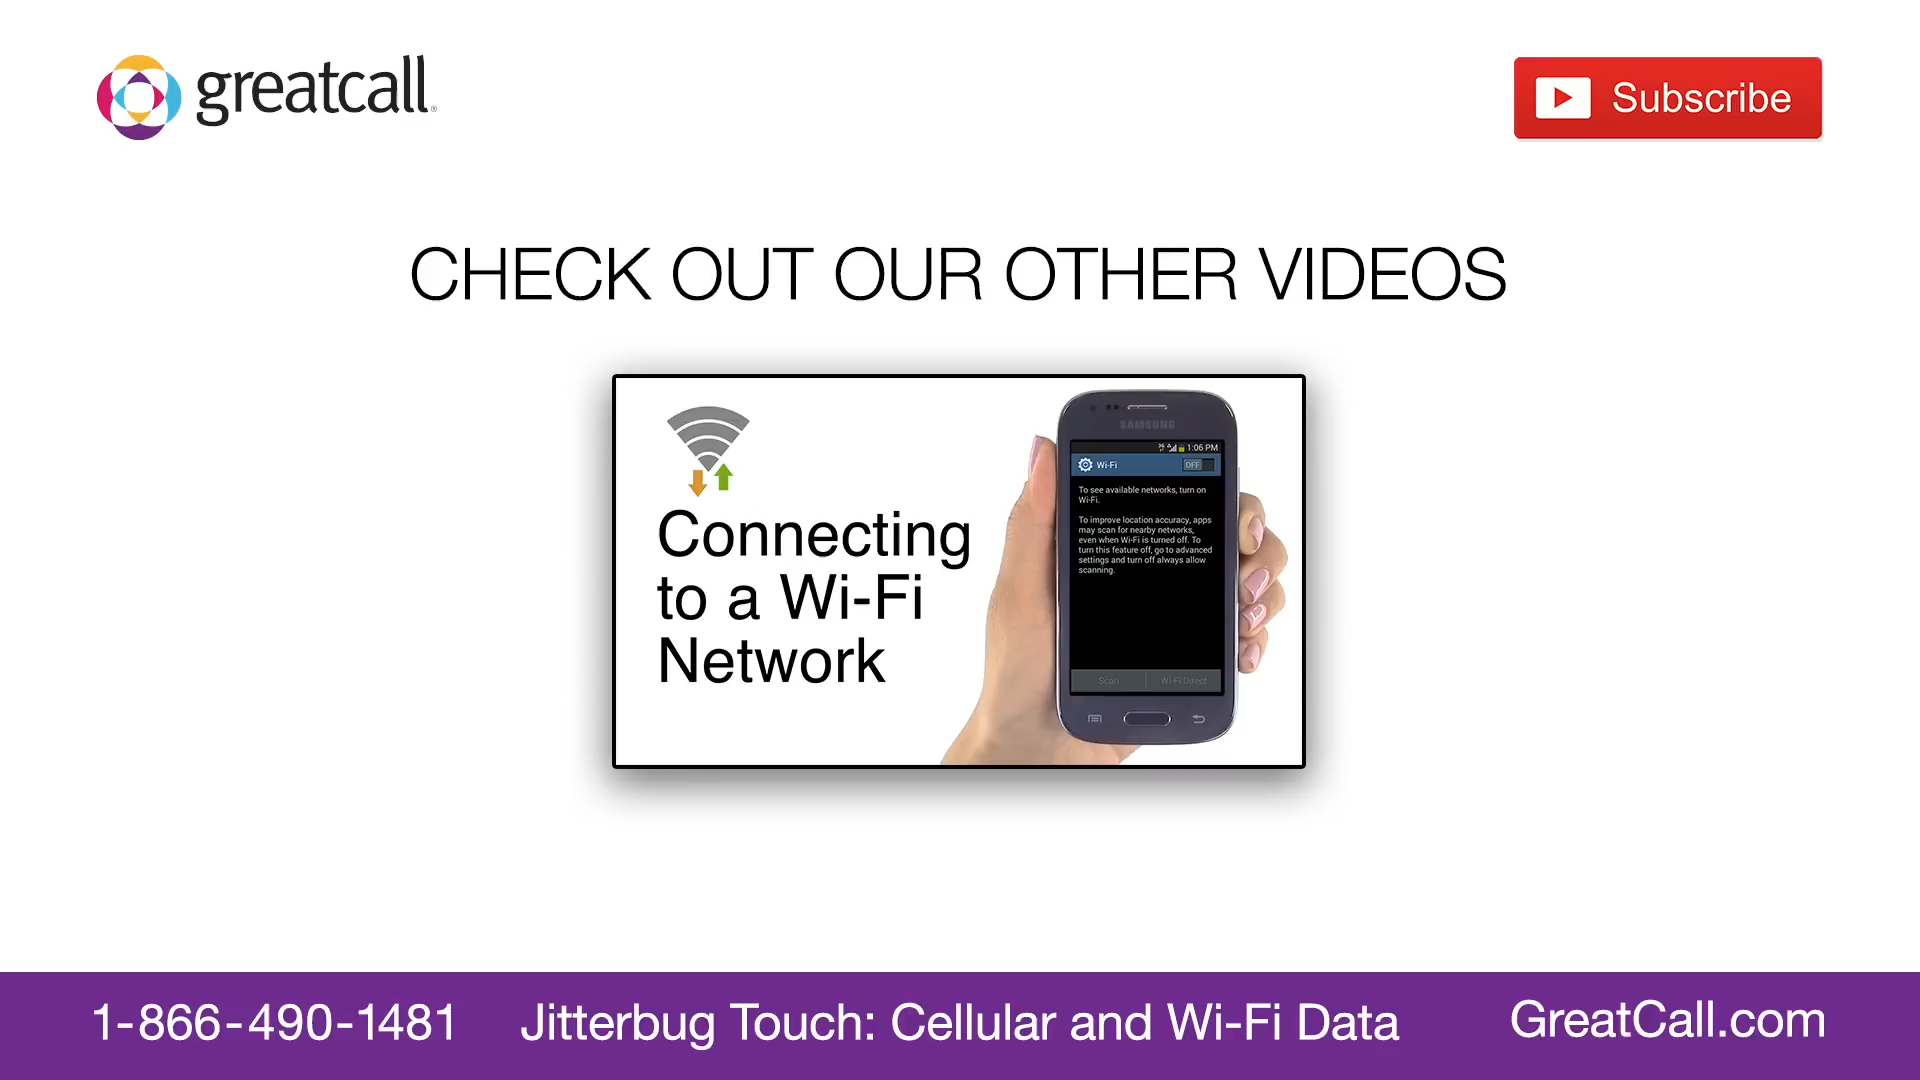 greatcall
Subscribe
CHECK OUT OUR OTHER VIDEOS
Connecting
to a Wi-Fi
Network
SAMSUNG
1:06 PM
Wi-Fi
OFF
To see available networks, turn on
Wi-Fi.
To improve location accuracy, apps
may scan for nearby networks,
even when Wi-Fi is turned off. To
turn this feature off, go to advanced
settings and turn off always allow
scanning.
Scan
Wi-Fi Direct
1-866-490-1481
Jitterbug Touch: Cellular and Wi-Fi Data
GreatCall.com